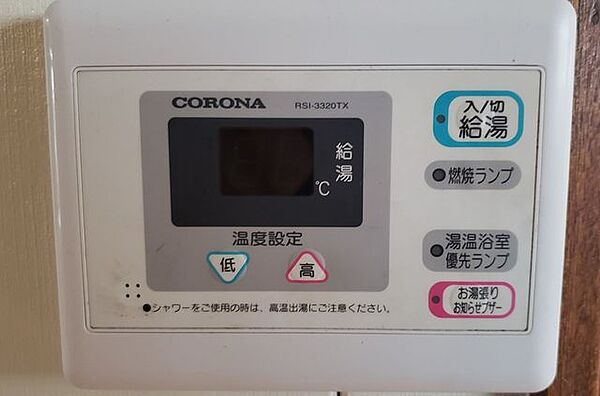 CORONA RSI-3320TX
給湯
℃
温度設定
低 高
●シャワーをご使用の時は、高温出湯にご注意ください。
入/切
給湯
燃焼ランプ
湯温浴室
優先ランプ
お湯張り
お知らせブザー